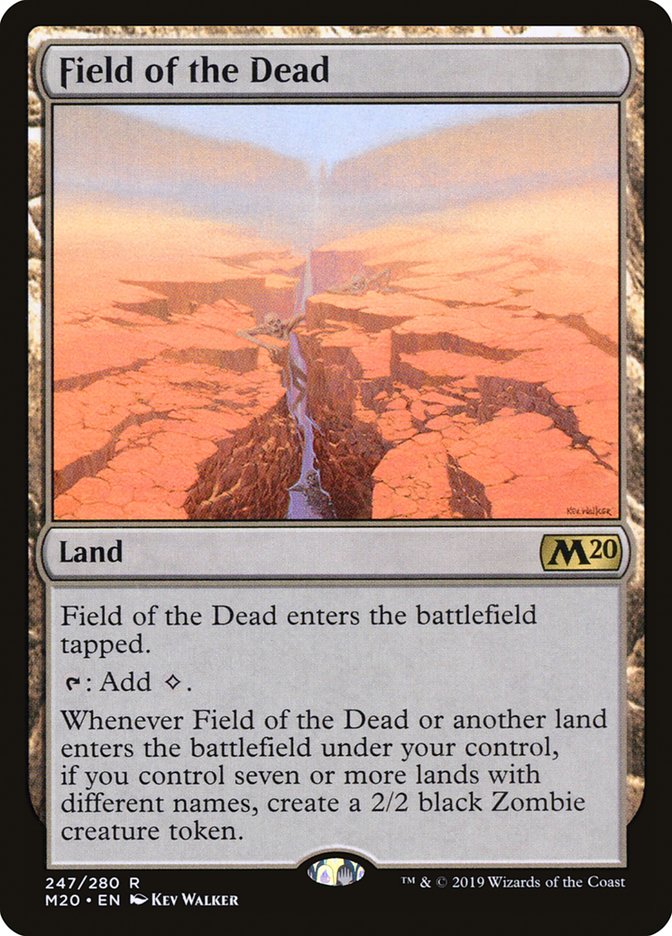 Field of the Dead
Kev Walker
Land
M20
Field of the Dead enters the battlefield
tapped.
: Add .
Whenever Field of the Dead or another land
enters the battlefield under your control,
if you control seven or more lands with
different names, create a 2/2 black Zombie
creature token.
247/280 R
™ & © 2019 Wizards of the Coast
M20 • EN Kev Walker